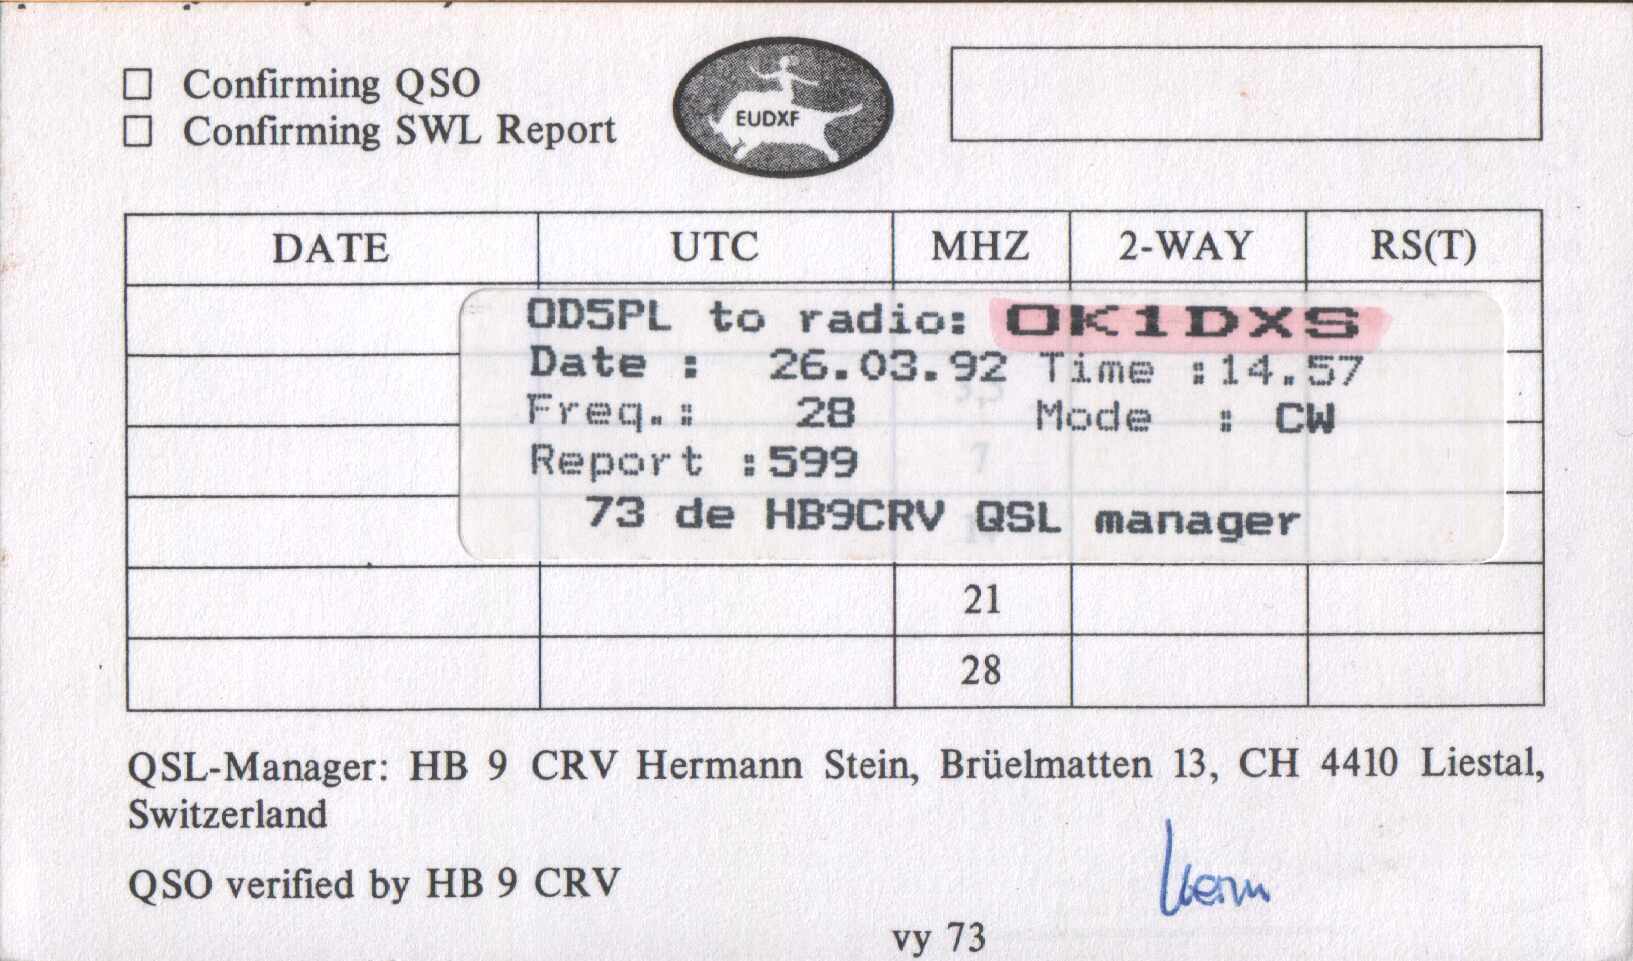 Confirming QSO
Confirming SWL Report
EUDXF
DATE UTC MHZ 2-WAY RS(T)
OD5PL to radio: OK1DXS
Date : 26.03.92 Time :14.57
3,5
Freq.: 28 Mode : CW
Report :599 7
73 de HB9CRV QSL manager
21
28
QSL-Manager: HB 9 CRV Hermann Stein, Brüelmatten 13, CH 4410 Liestal,
Switzerland
QSO verified by HB 9 CRV
vy 73